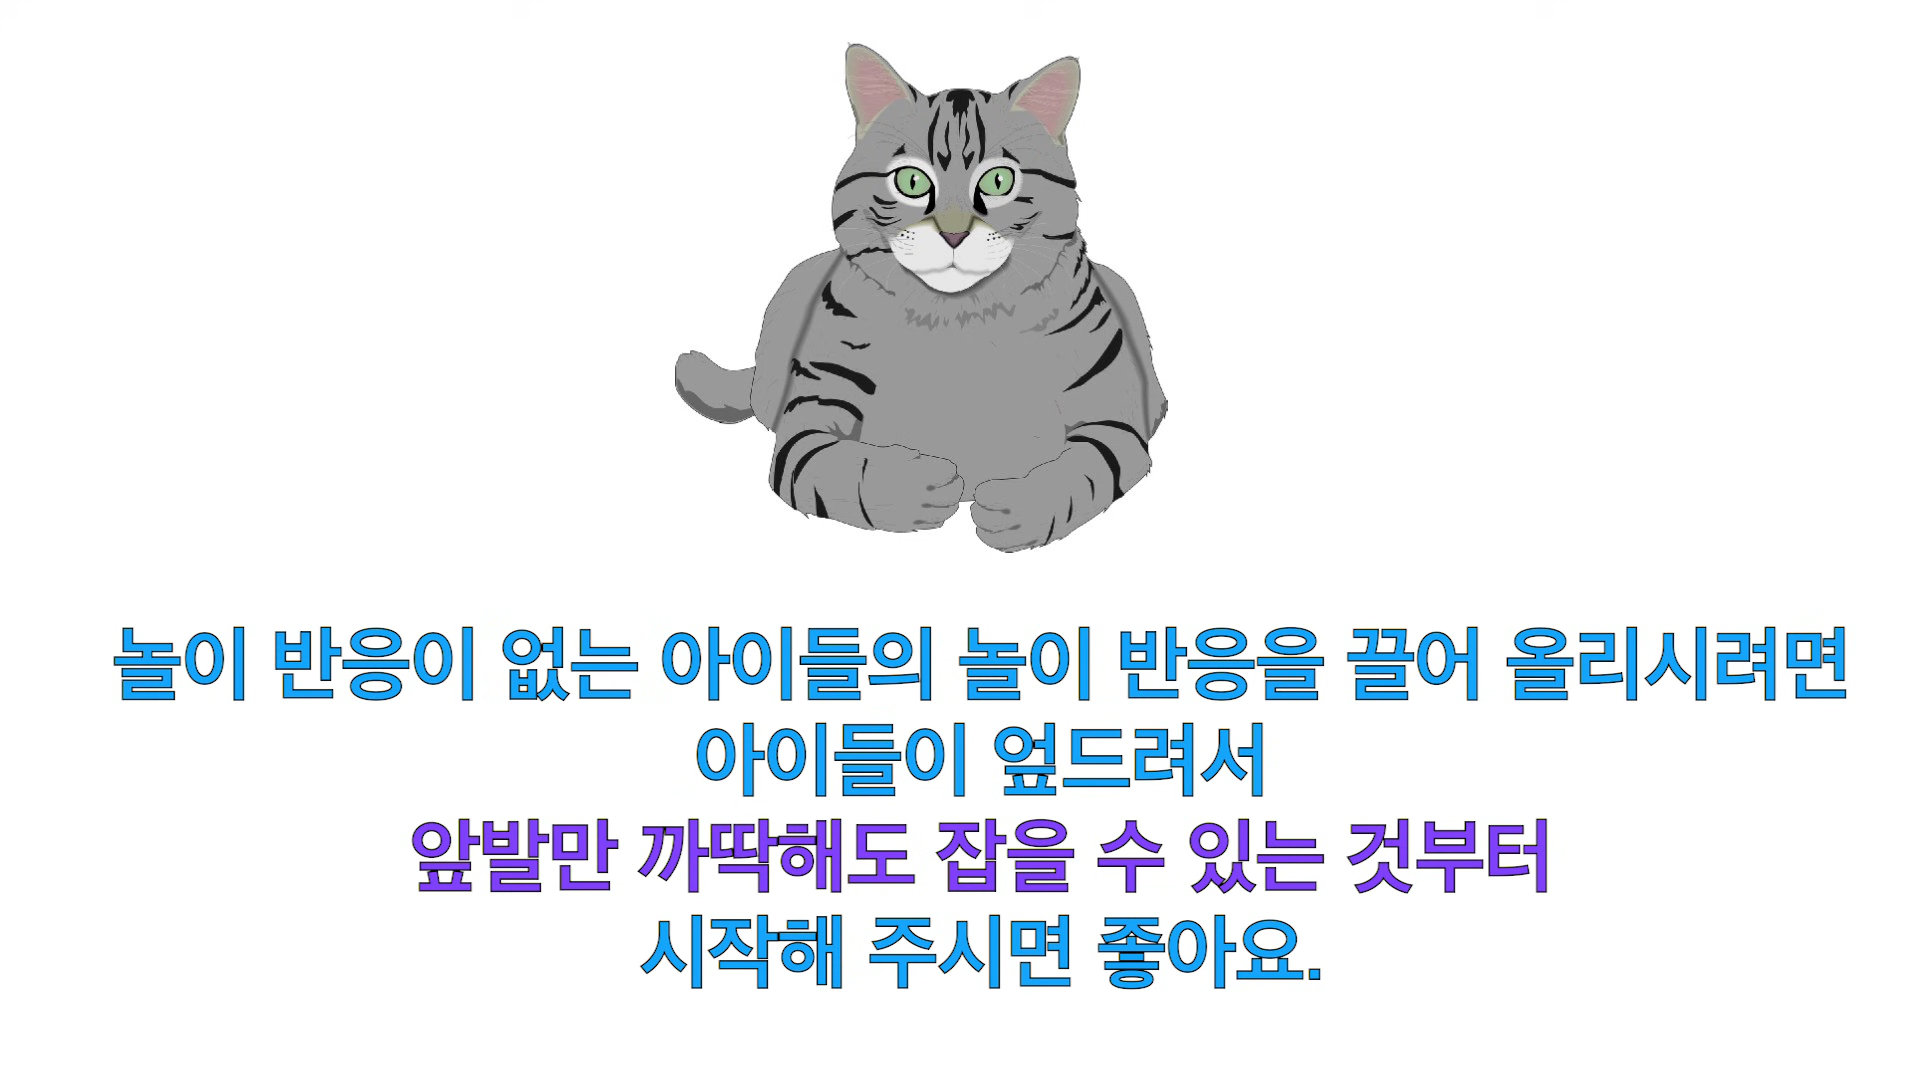 놀이 반응이 없는 아이들의 놀이 반응을 끌어 올리시려면
아이들이 엎드려서
앞발만 까딱해도 잡을 수 있는 것부터
시작해 주시면 좋아요.